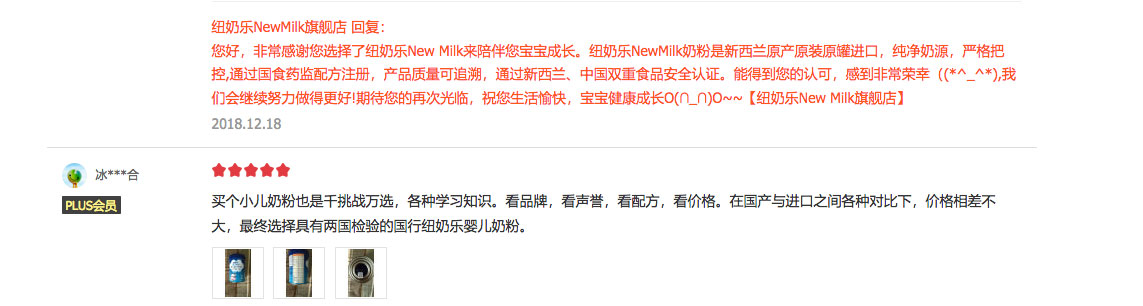 纽奶乐NewMilk旗舰店 回复：
您好，非常感谢您选择了纽奶乐New Milk来陪伴您宝宝成长。纽奶乐NewMilk奶粉是新西兰原产原装原罐进口，纯净奶源，严格把
控,通过国食药监配方注册，产品质量可追溯，通过新西兰、中国双重食品安全认证。能得到您的认可，感到非常荣幸（(*^_^*),我
们会继续努力做得更好!期待您的再次光临，祝您生活愉快，宝宝健康成长O(∩_∩)O~~【纽奶乐New Milk旗舰店】
2018.12.18
冰***合
PLUS会员
买个小儿奶粉也是千挑战万选，各种学习知识。看品牌，看声誉，看配方，看价格。在国产与进口之间各种对比下，价格相差不
大，最终选择具有两国检验的国行纽奶乐婴儿奶粉。